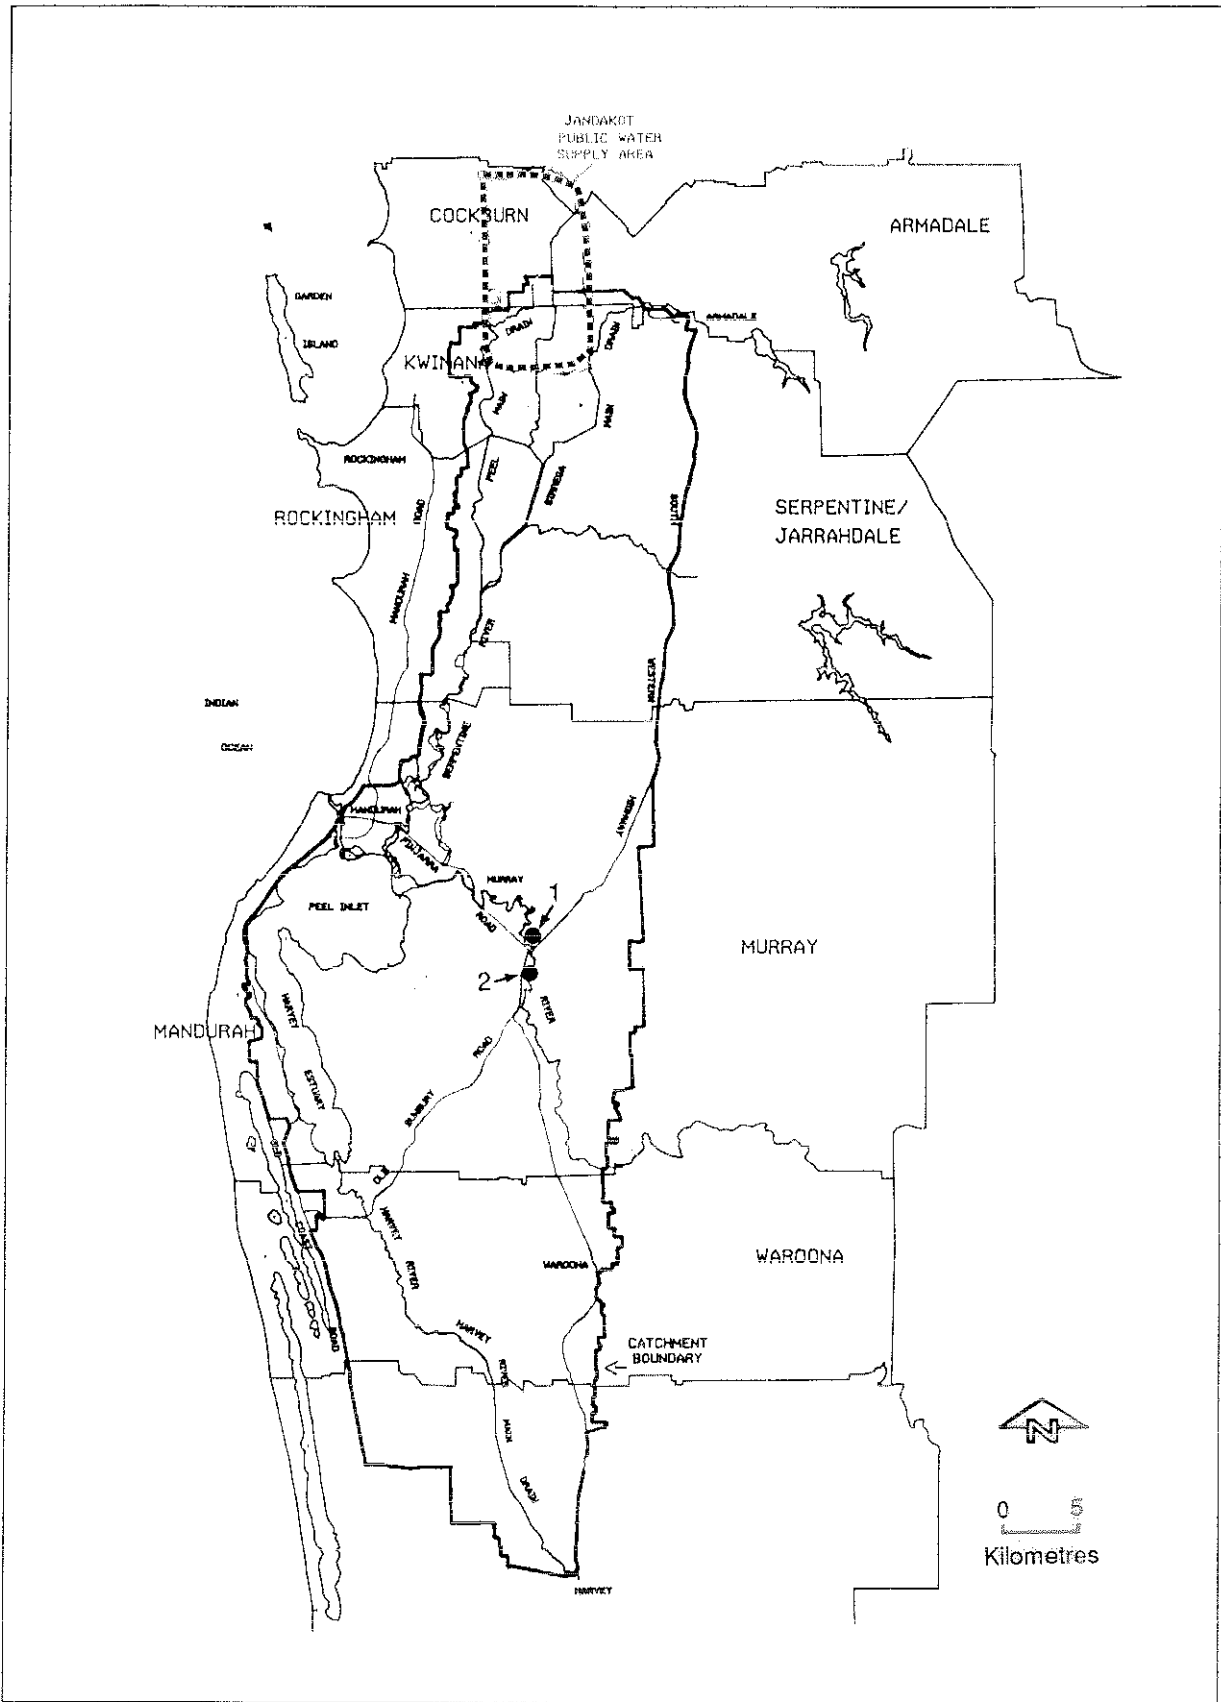 JANDAKOT
PUBLIC WATER
SUPPLY AREA
COCKBURN
ARMADALE
GARDEN
ISLAND
DRAIN
DRAIN
ARMADALE
KWINANA
MAIN
MAIN
ROCKINGHAM
PEEL
ROAD
SOUTH
SERPENTINE/
JARRAHDALE
ROCKINGHAM
MANDURAH
RIVER
WESTERN
INDIAN
OCEAN
SERPENTINE
HIGHWAY
MANDURAH
PINJARRA
MURRAY
1
PEEL INLET
ROAD
MURRAY
2
HARVEY
RIVER
MANDURAH
ROAD
ESTUARY
BUNBURY
OLD
OLD
HARVEY
COAST
WAROONA
RIVER
WAROONA
HARVEY
ROAD
CATCHMENT
BOUNDARY
RIVER
MAIN
N
DRAIN
0 5
Kilometres
HARVEY